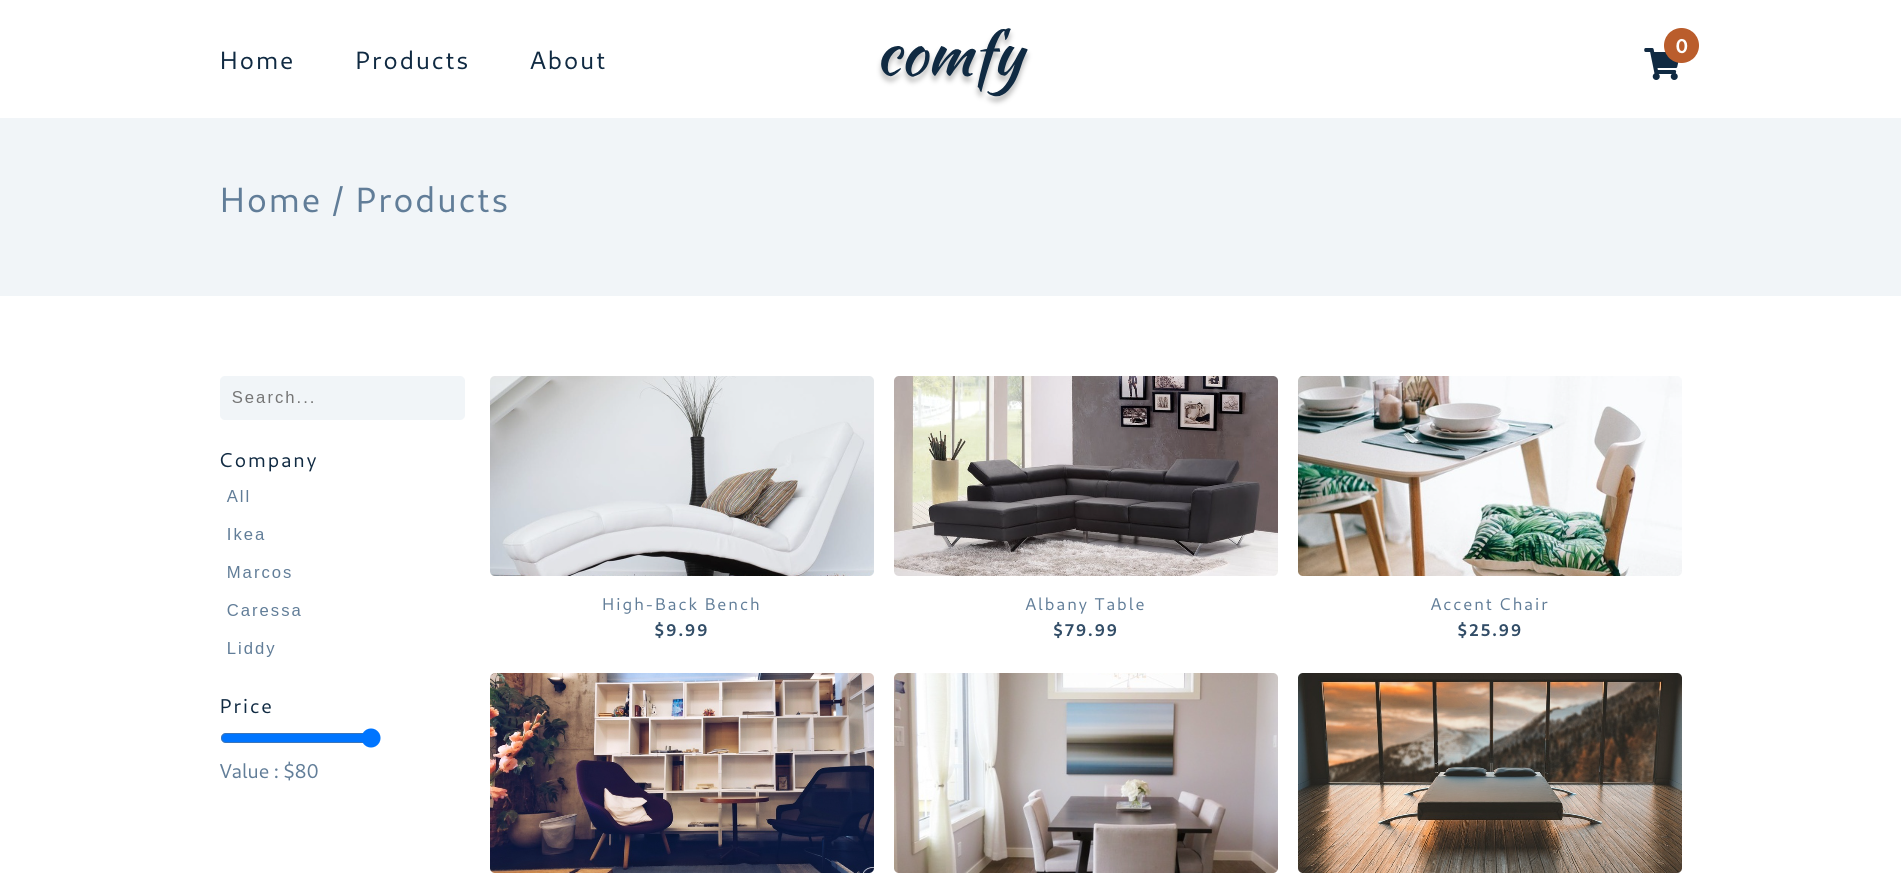 Home Products About comfy 0
Home / Products
Search...
Company
All
Ikea
Marcos
Caressa
Liddy
Price
Value : $80
High-Back Bench
$9.99
Albany Table
$79.99
Accent Chair
$25.99